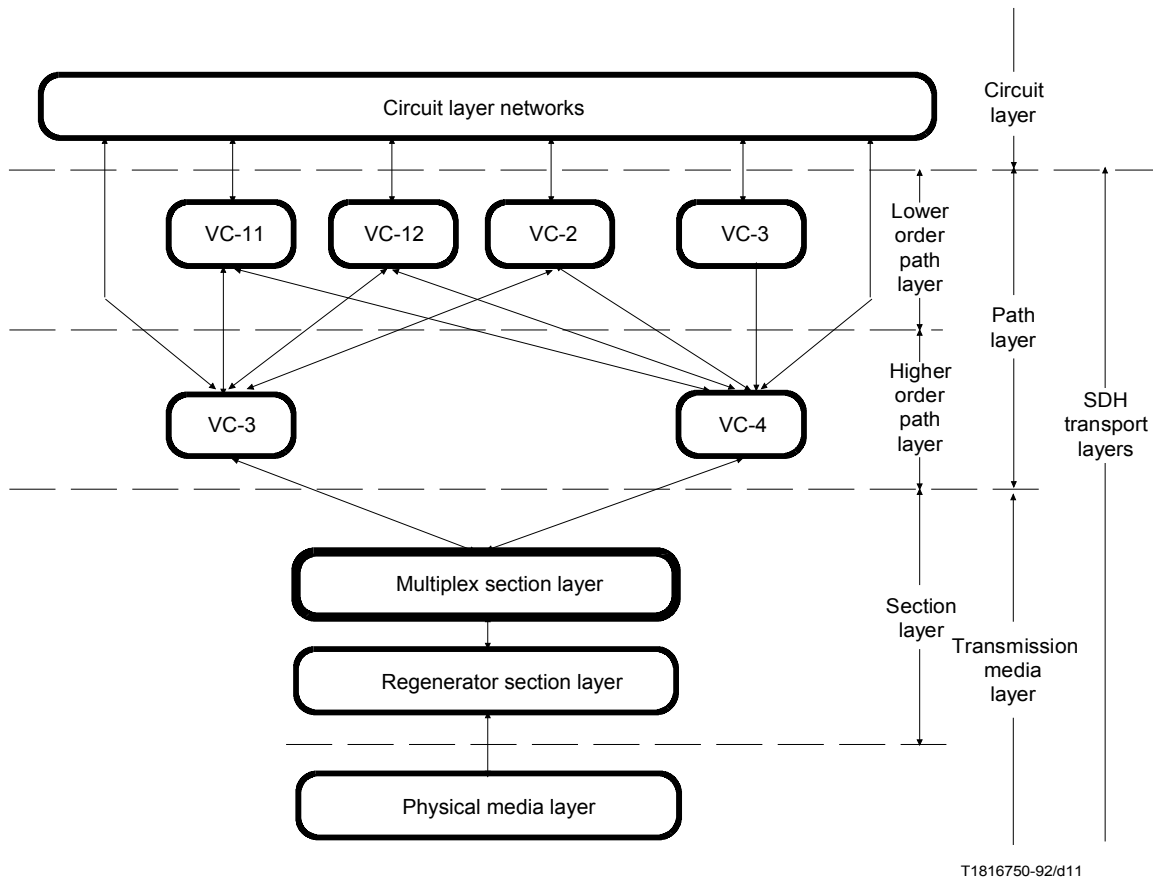 Circuit layer networks
Circuit
layer
VC-11
VC-12
VC-2
VC-3
Lower
order
path
layer
Path
layer
Higher
order
path
layer
VC-3
VC-4
SDH
transport
layers
Multiplex section layer
Section
layer
Regenerator section layer
Transmission
media
layer
Physical media layer
T1816750-92/d11